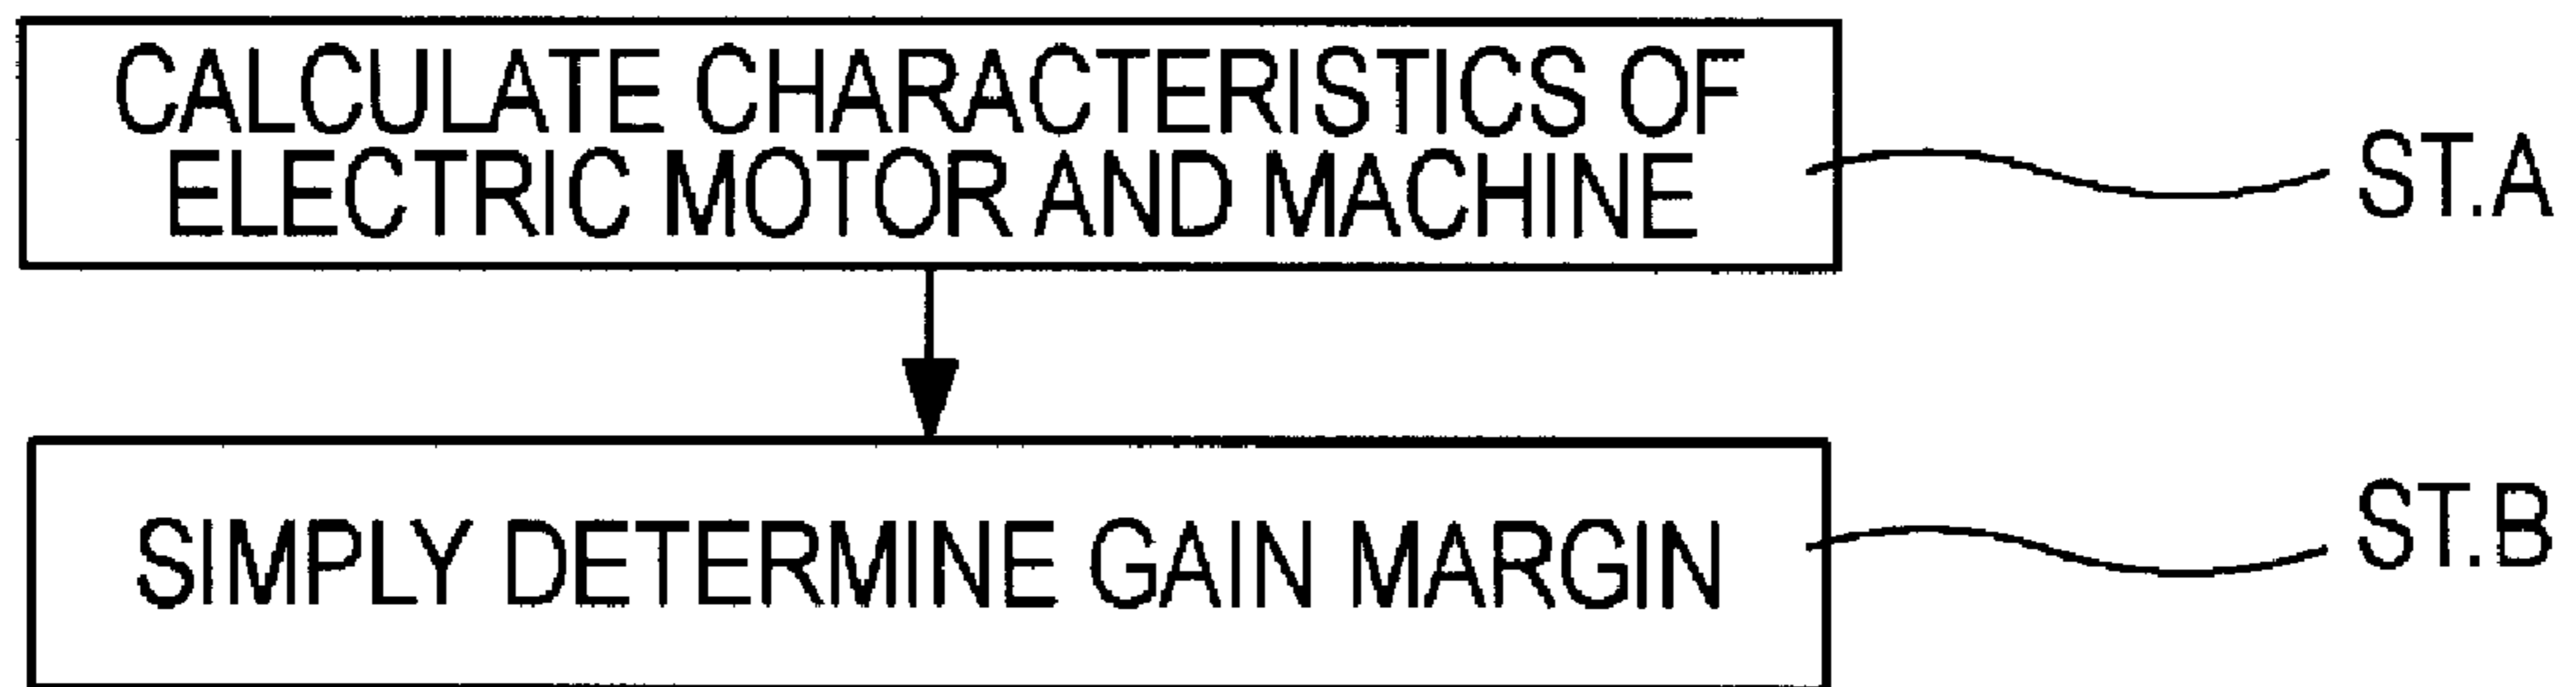 CALCULATE CHARACTERISTICS OF
ELECTRIC MOTOR AND MACHINE
ST.A
SIMPLY DETERMINE GAIN MARGIN
ST.B